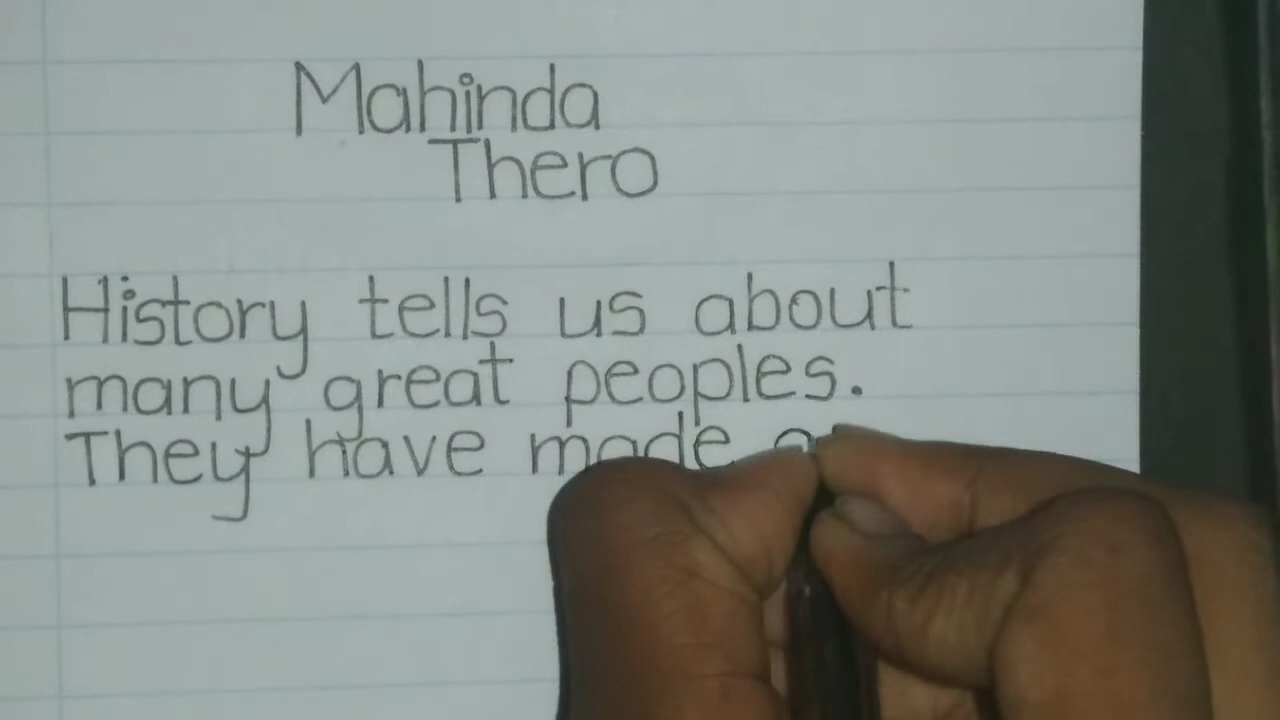 Mahinda
Thero
History tells us about
many great peoples.
They have made